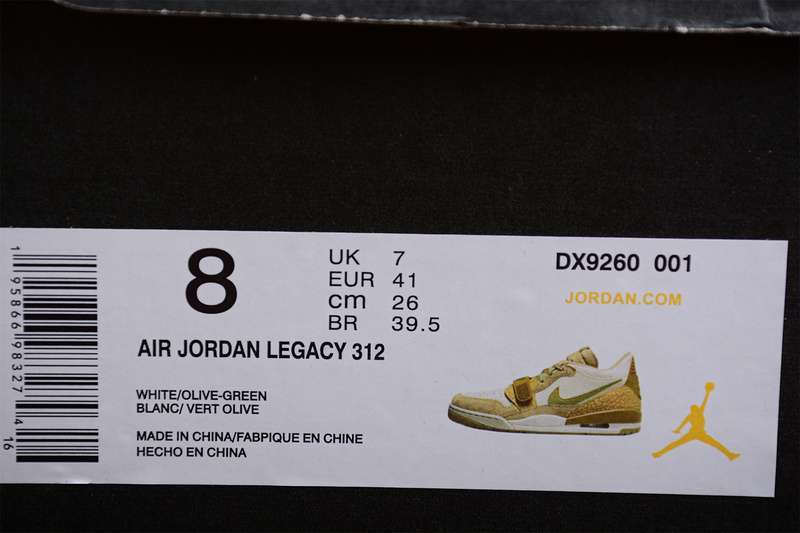 8
UK 7
EUR 41
cm 26
BR 39.5
DX9260 001
JORDAN.COM
AIR JORDAN LEGACY 312
WHITE/OLIVE-GREEN
BLANC/ VERT OLIVE
MADE IN CHINA/FABPIQUE EN CHINE
HECHO EN CHINA
1 95866 98327 4
16